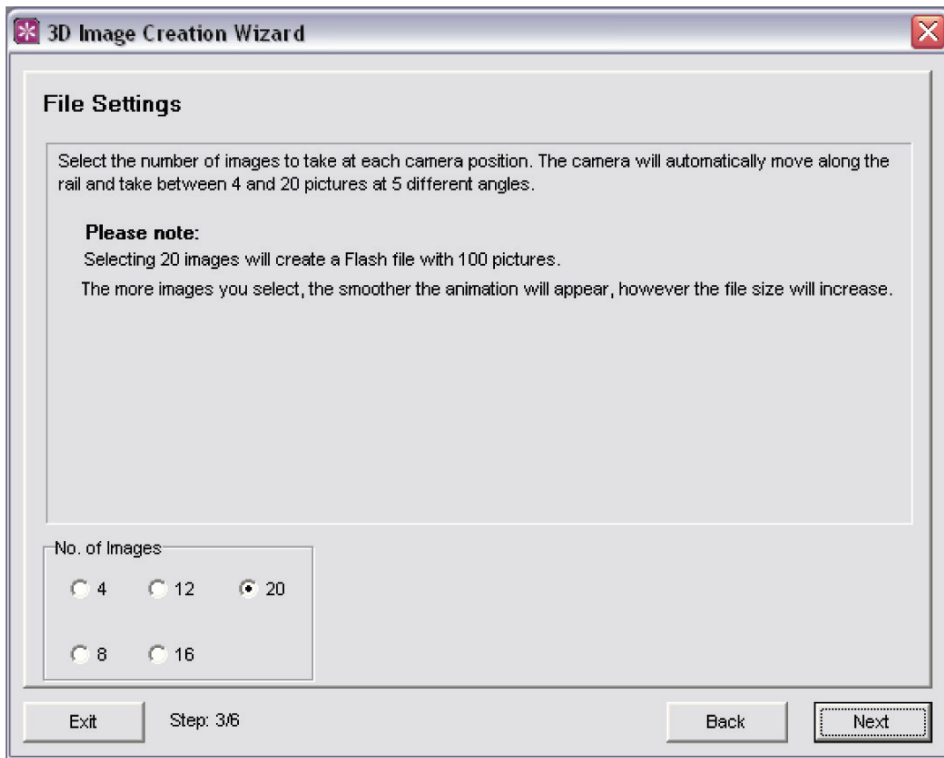 3D Image Creation Wizard
File Settings
Select the number of images to take at each camera position. The camera will automatically move along the
rail and take between 4 and 20 pictures at 5 different angles.
Please note:
Selecting 20 images will create a Flash file with 100 pictures.
The more images you select, the smoother the animation will appear, however the file size will increase.
No. of Images
4 12 20
8 16
Exit Step: 3/6 Back Next